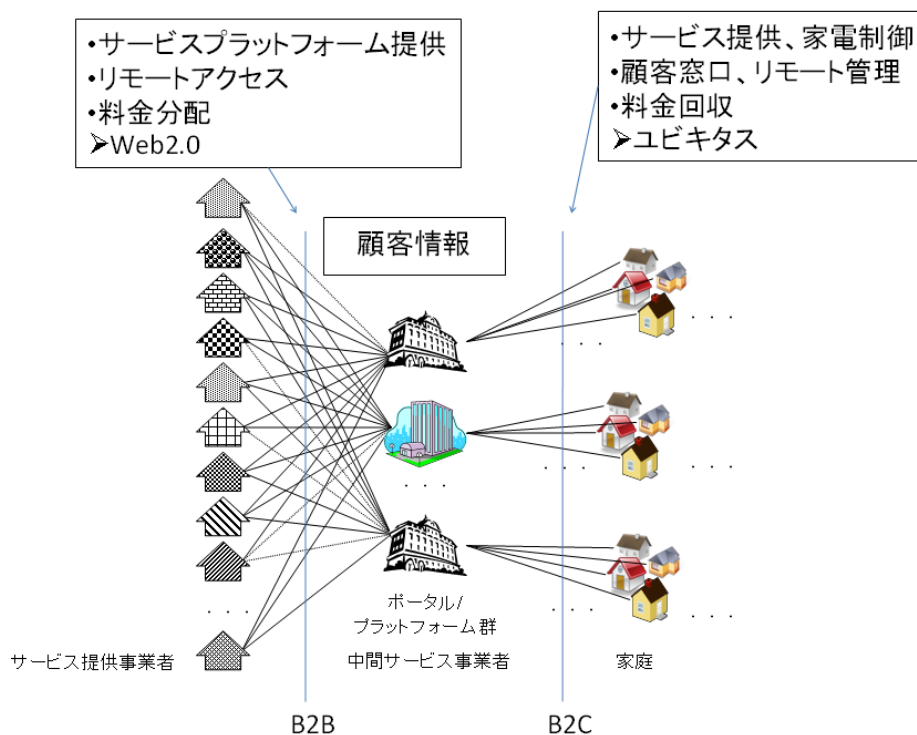 •サービスプラットフォーム提供
•リモートアクセス
•料金分配
➢Web2.0
•サービス提供、家電制御
•顧客窓口、リモート管理
•料金回収
➢ユビキタス
顧客情報
. . .
. . .
. . .
. . .
. . .
. . .
. . .
. . .
. . .
ポータル/
プラットフォーム群
サービス提供事業者
中間サービス事業者
家庭
B2B
B2C